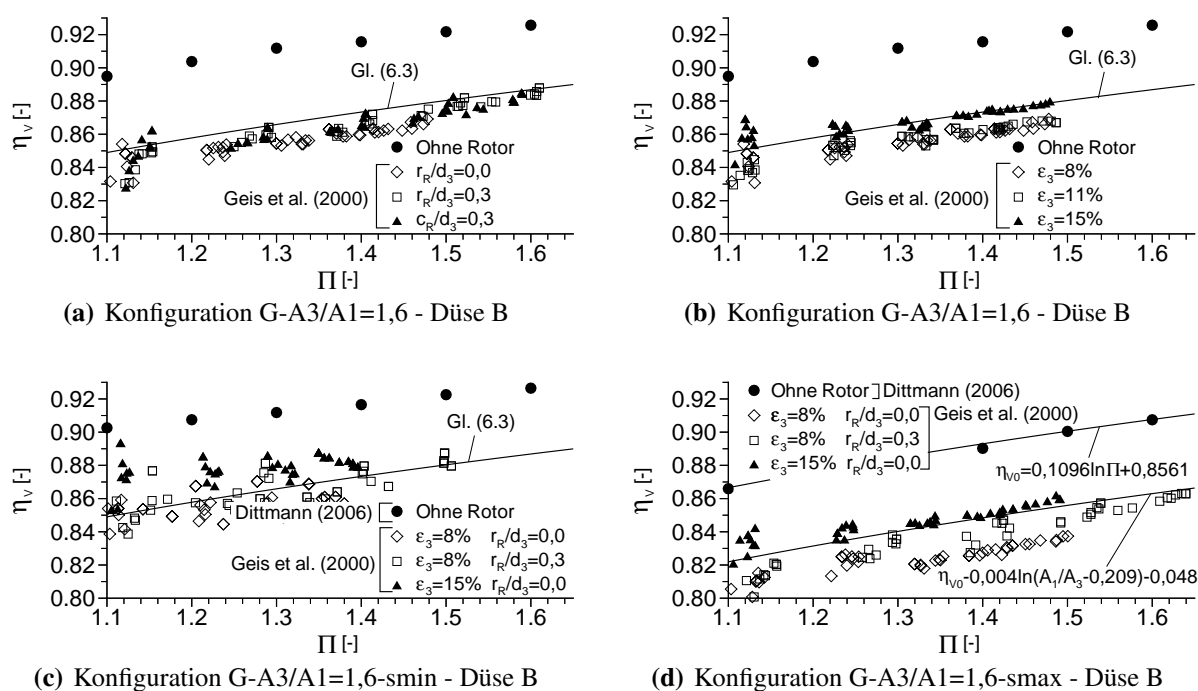 0.92
0.90
0.88
0.86
0.84
0.82
0.80
η_V [-]
Gl. (6.3)
Ohne Rotor
r_R/d_3=0,0
Geis et al. (2000)
r_R/d_3=0,3
c_R/d_3=0,3
1.1 1.2 1.3 1.4 1.5 1.6
Π [-]
(a) Konfiguration G-A3/A1=1,6 - Düse B
0.92
0.90
0.88
0.86
0.84
0.82
0.80
η_V [-]
Gl. (6.3)
Ohne Rotor
ε_3=8%
Geis et al. (2000)
ε_3=11%
ε_3=15%
1.1 1.2 1.3 1.4 1.5 1.6
Π [-]
(b) Konfiguration G-A3/A1=1,6 - Düse B
0.92
0.90
0.88
0.86
0.84
0.82
0.80
η_V [-]
Gl. (6.3)
Dittmann (2006) Ohne Rotor
ε_3=8% r_R/d_3=0,0
Geis et al. (2000) ε_3=8% r_R/d_3=0,3
ε_3=15% r_R/d_3=0,0
1.1 1.2 1.3 1.4 1.5 1.6
Π [-]
(c) Konfiguration G-A3/A1=1,6-smin - Düse B
0.92
0.90
0.88
0.86
0.84
0.82
0.80
η_V [-]
Ohne Rotor Dittmann (2006)
ε_3=8% r_R/d_3=0,0 Geis et al. (2000)
ε_3=8% r_R/d_3=0,3
ε_3=15% r_R/d_3=0,0
η_V0=0,1096lnΠ+0,8561
η_V0-0,004ln(A_1/A_3-0,209)-0,048
1.1 1.2 1.3 1.4 1.5 1.6
Π [-]
(d) Konfiguration G-A3/A1=1,6-smax - Düse B